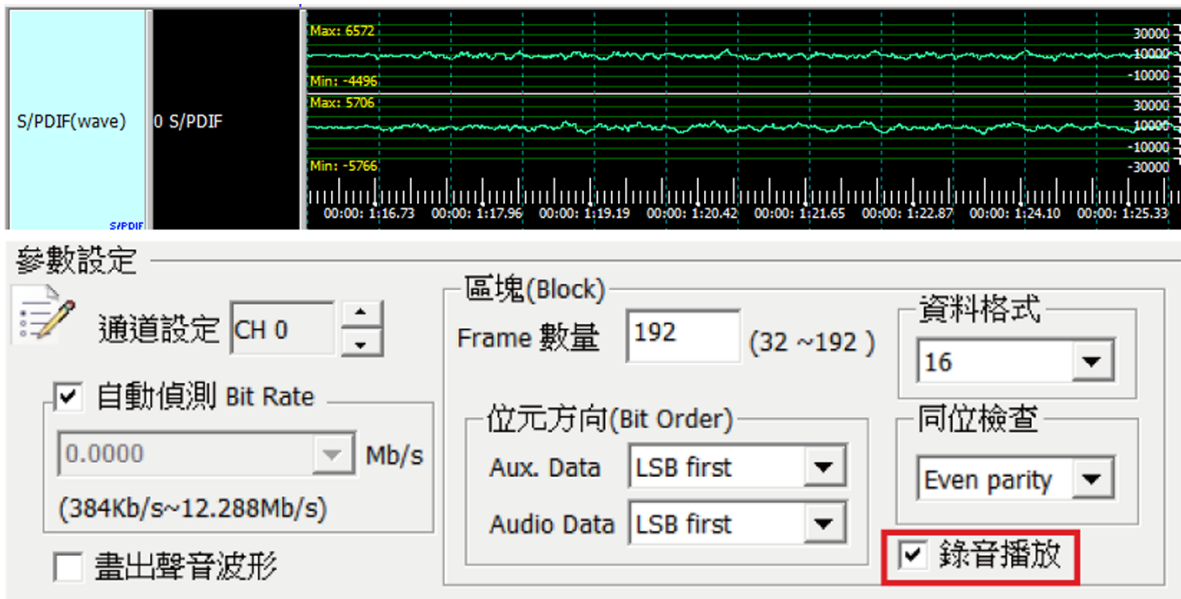 Max: 6572
30000
10000
Min: -4496
-10000
Max: 5706
30000
S/PDIF(wave)
0 S/PDIF
10000
-10000
Min: -5766
-30000
00:00: 1:16.73 00:00: 1:17.96 00:00: 1:19.19 00:00: 1:20.42 00:00: 1:21.65 00:00: 1:22.87 00:00: 1:24.10 00:00: 1:25.33
S/PDIF
參數設定
通道設定 CH 0
自動偵測 Bit Rate
0.0000 Mb/s
(384Kb/s~12.288Mb/s)
畫出聲音波形
區塊(Block)
Frame 數量 192 (32 ~192 )
位元方向(Bit Order)
Aux. Data LSB first
Audio Data LSB first
資料格式
16
同位檢查
Even parity
錄音播放